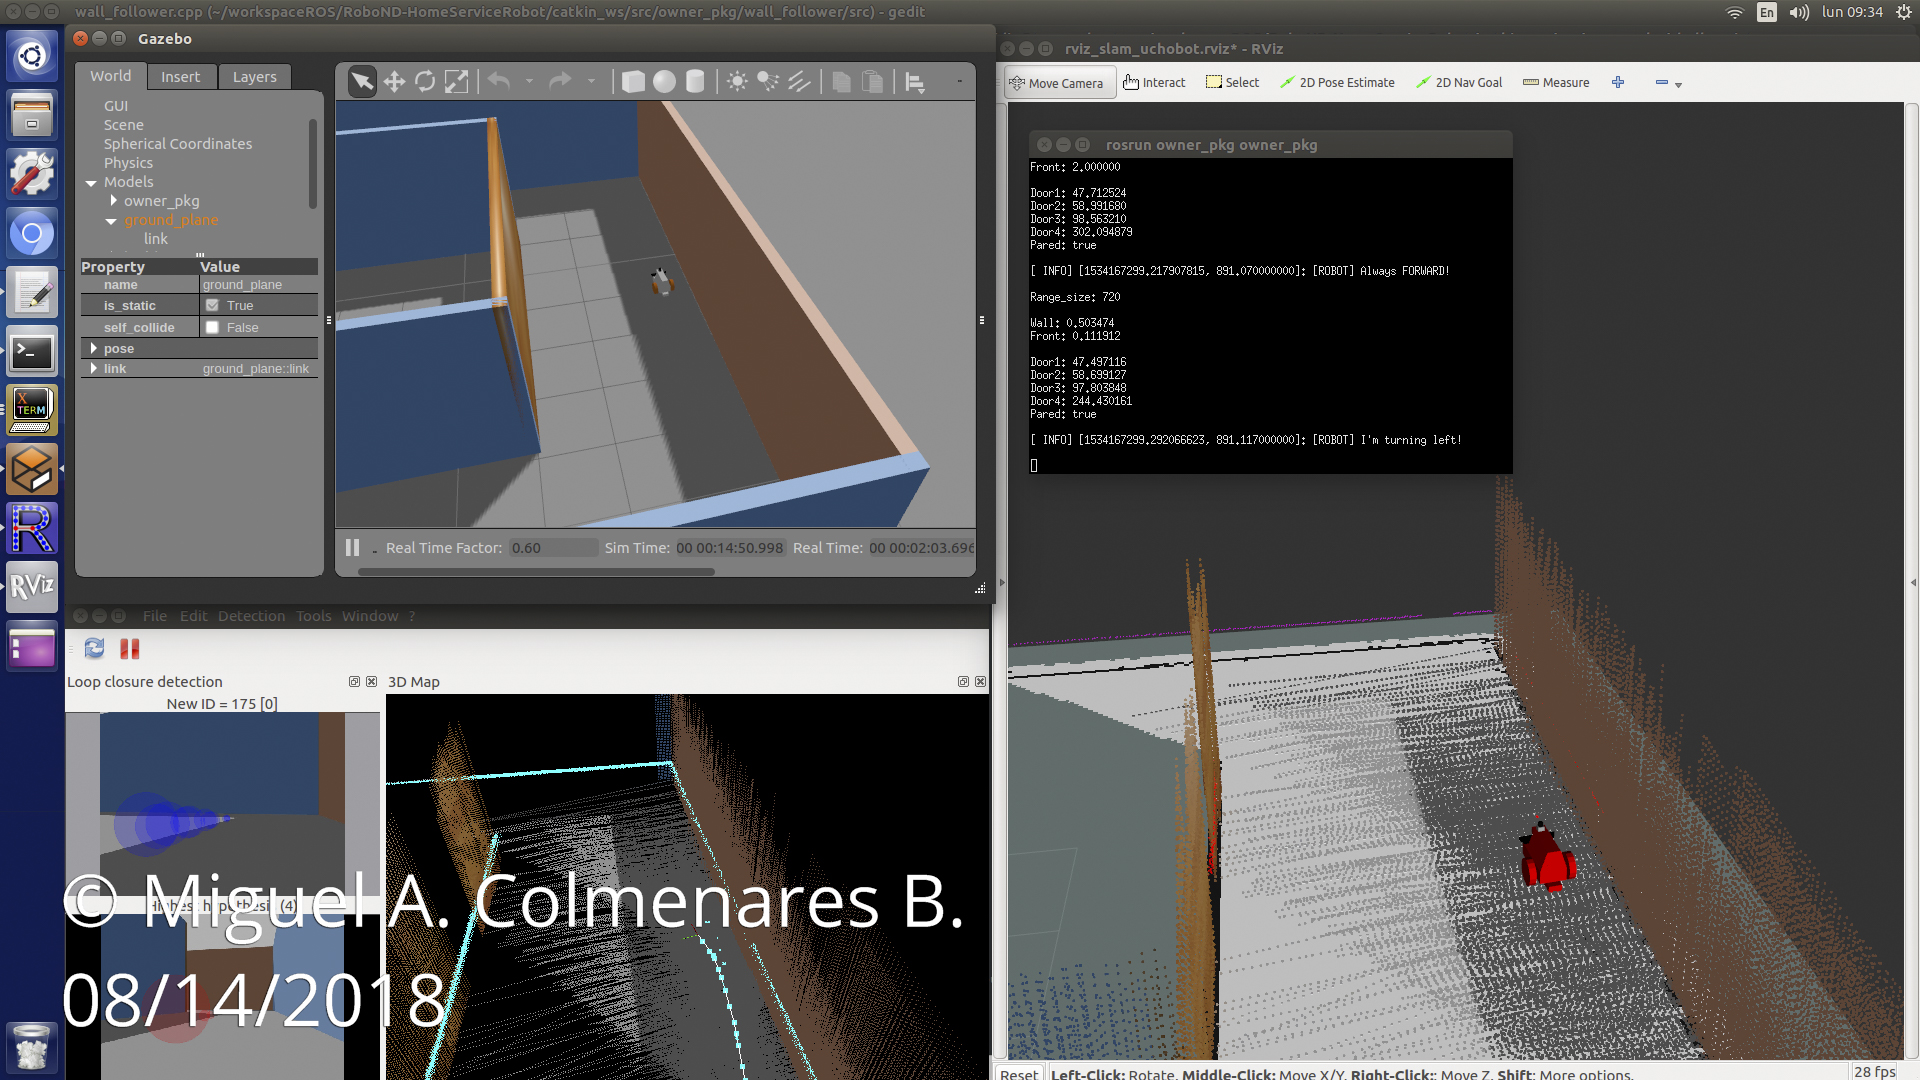 wall_follower.cpp (~/workspaceROS/RoboND-HomeServiceRobot/catkin_ws/src/owner_pkg/wall_follower/src) - gedit
En
lun 09:34
Gazebo
World Insert Layers
GUI
Scene
Spherical Coordinates
Physics
Models
owner_pkg
ground_plane
link
Property Value
name ground_plane
is_static True
self_collide False
pose
link ground_plane::link
Real Time Factor: 0.60 Sim Time: 00 00:14:50.998 Real Time: 00 00:02:03.696
rviz_slam_uchobot.rviz* - RViz
Move Camera Interact Select 2D Pose Estimate 2D Nav Goal Measure
rosrun owner_pkg owner_pkg
Front: 2.000000
Door1: 47.712524
Door2: 58.991680
Door3: 98.563210
Door4: 302.094879
Pared: true
[ INFO] [1534167299.217907815, 891.070000000]: [ROBOT] Always FORWARD!
Range_size: 720
Wall: 0.503474
Front: 0.111912
Door1: 47.497116
Door2: 58.699127
Door3: 97.803848
Door4: 244.430161
Pared: true
[ INFO] [1534167299.292066623, 891.117000000]: [ROBOT] I'm turning left!
File Edit Detection Tools Window ?
Loop closure detection
New ID = 175 [0]
3D Map
Highest hypothesis (4)
© Miguel A. Colmenares B.
08/14/2018
X
TERM
R
RViz
Reset Left-Click: Rotate. Middle-Click: Move X/Y. Right-Click:: Move Z. Shift: More options.
28 fps